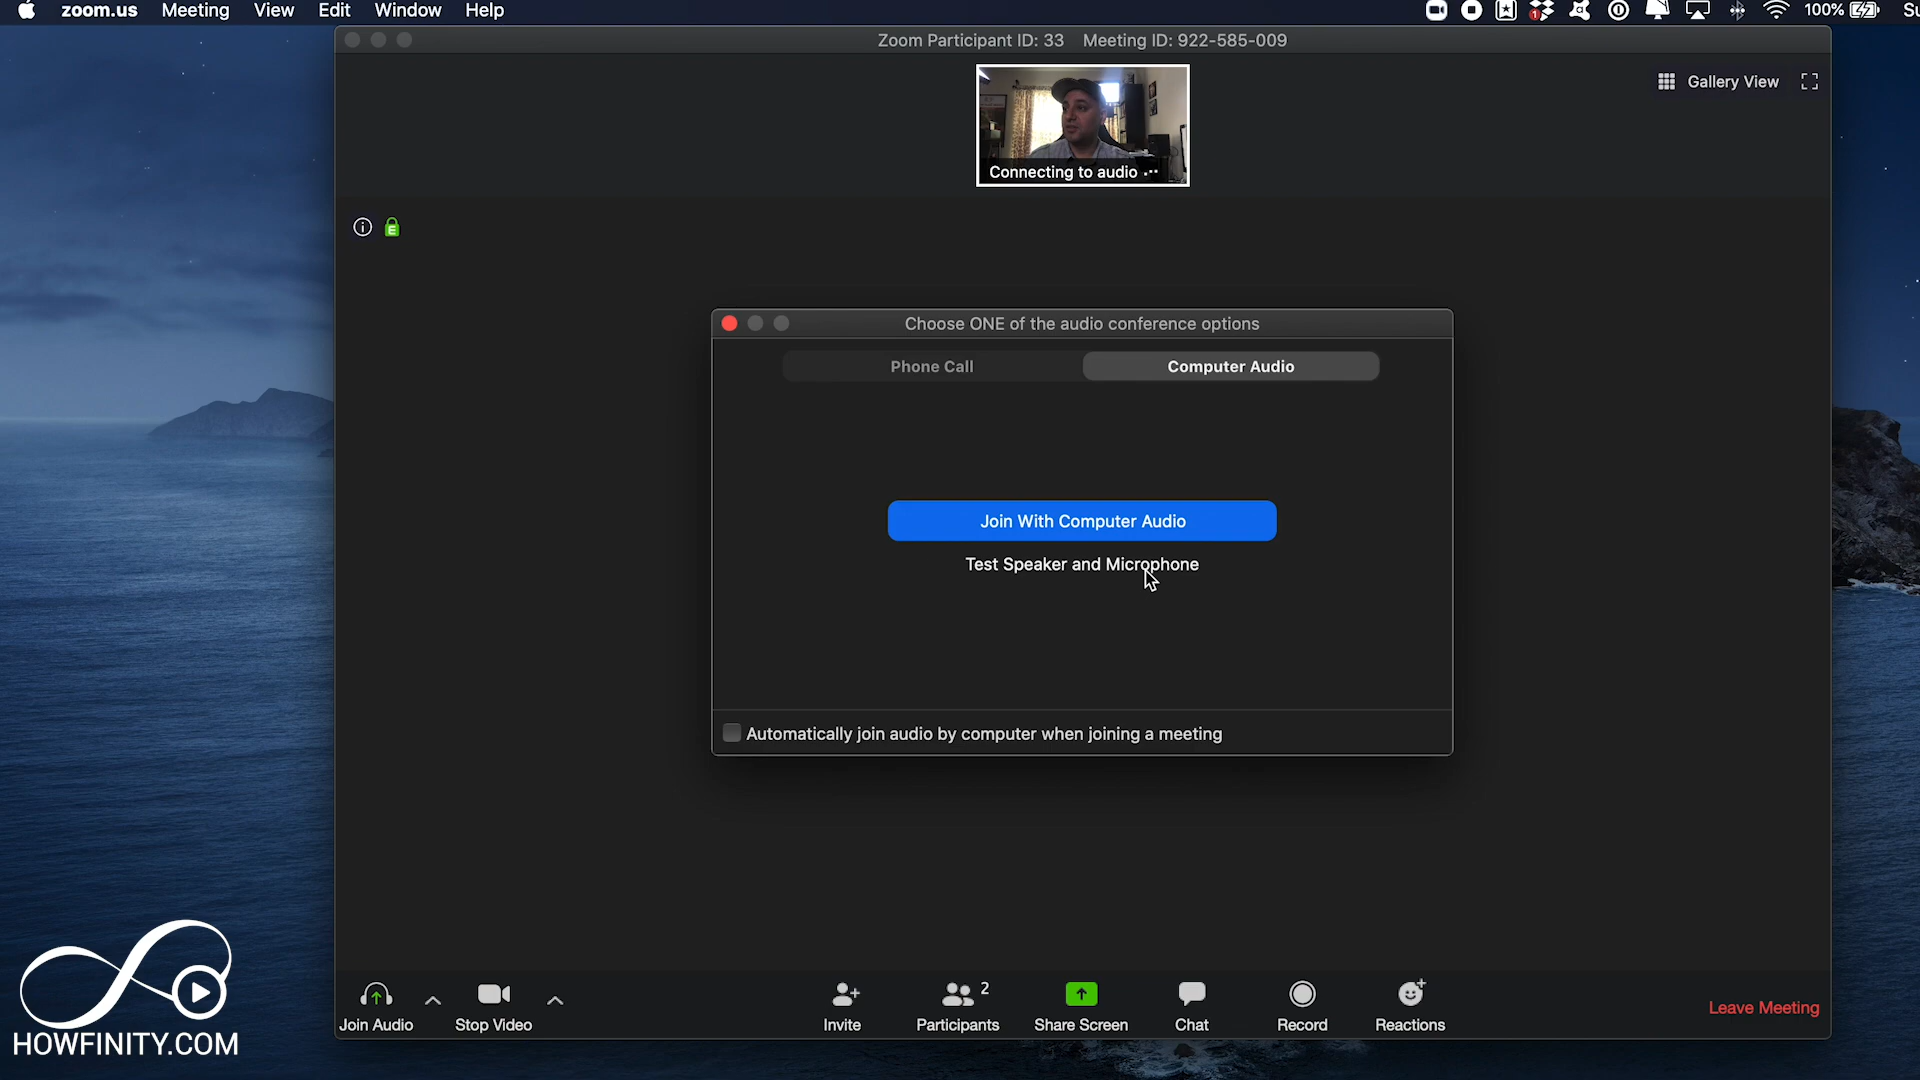 zoom.us Meeting View Edit Window Help
100%
Zoom Participant ID: 33 Meeting ID: 922-585-009
Gallery View
Connecting to audio ...
Choose ONE of the audio conference options
Phone Call Computer Audio
Join With Computer Audio
Test Speaker and Microphone
Automatically join audio by computer when joining a meeting
2
Join Audio Stop Video Invite Participants Share Screen Chat Record Reactions Leave Meeting
HOWFINITY.COM